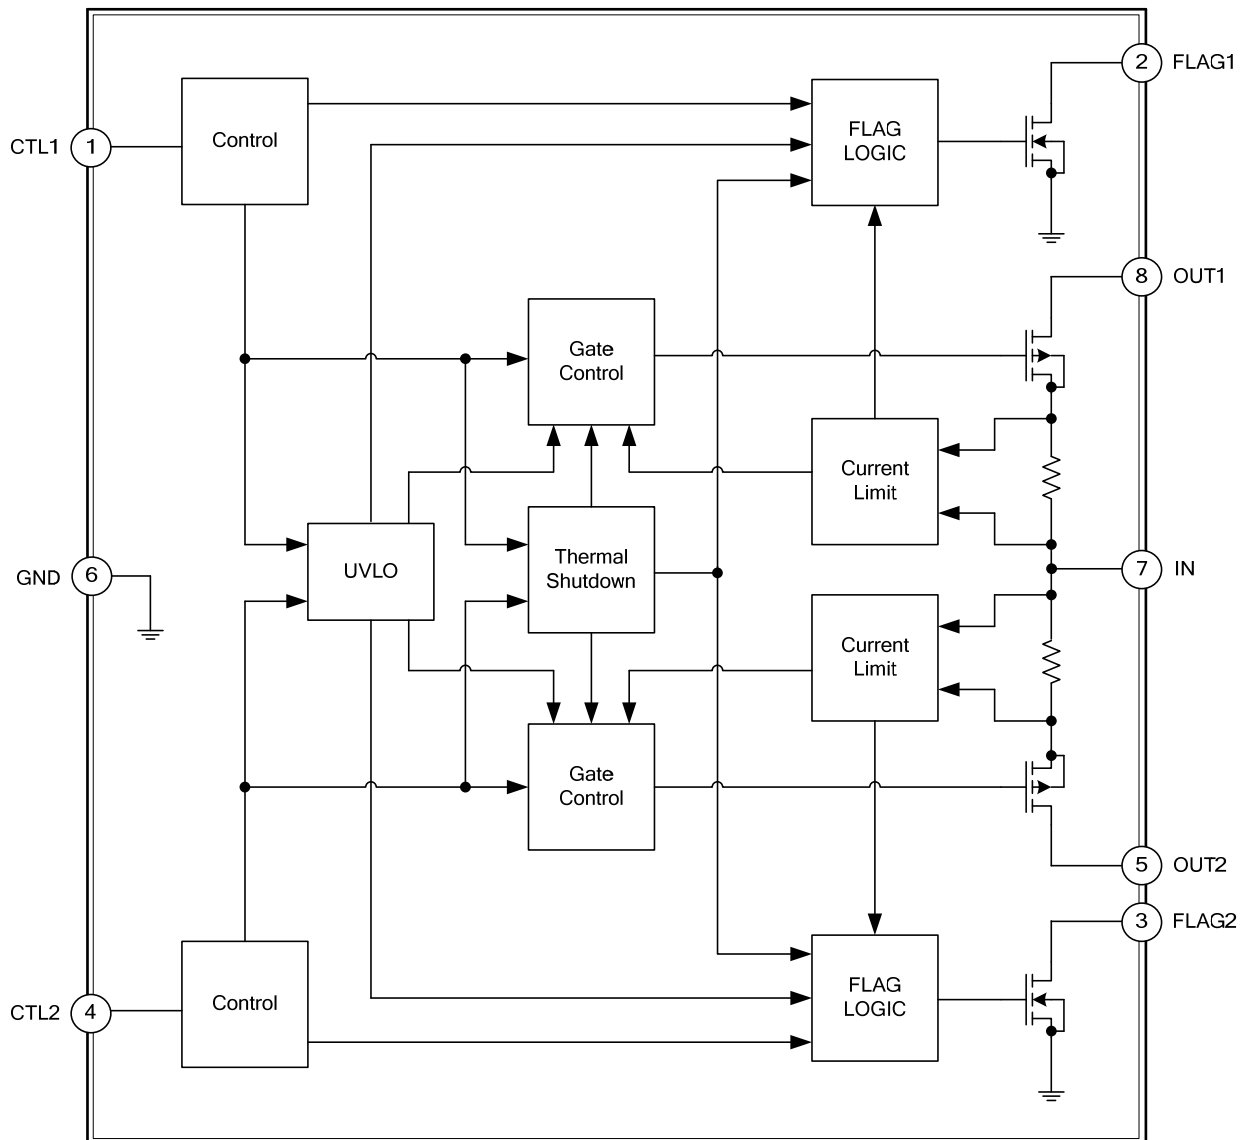 2 FLAG1
Control
FLAG
LOGIC
CTL1 1
8 OUT1
Gate
Control
Current
Limit
UVLO
Thermal
Shutdown
GND 6
7 IN
Current
Limit
Gate
Control
5 OUT2
3 FLAG2
Control
FLAG
LOGIC
CTL2 4